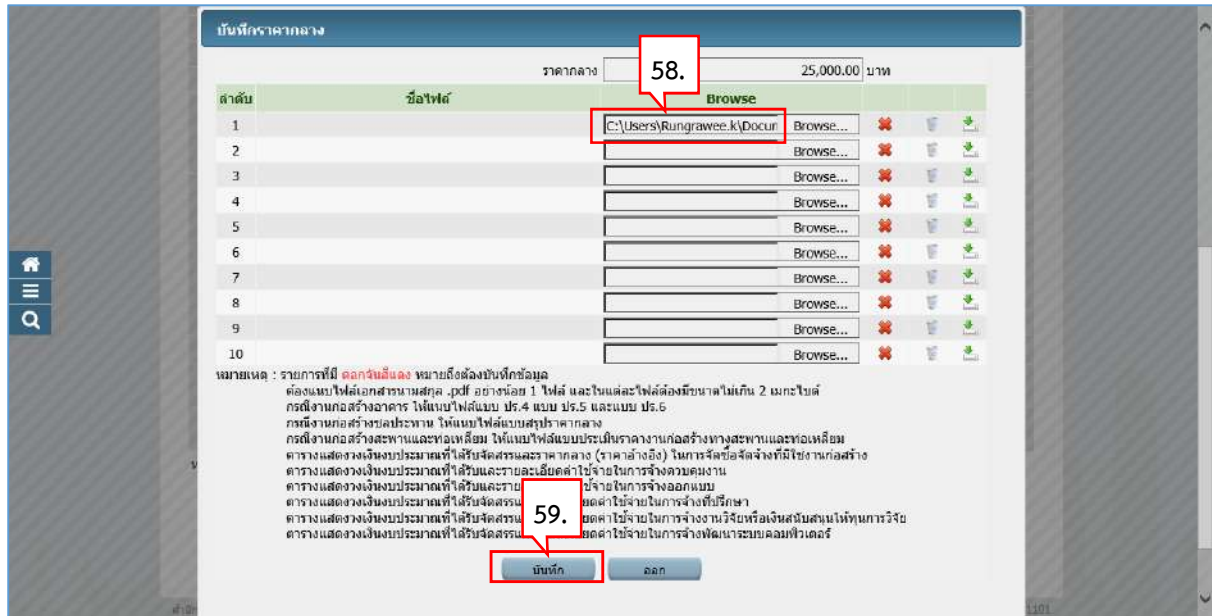 บันทึกราคากลาง
ราคากลาง 25,000.00 บาท
58.
ลำดับ ชื่อไฟล์ Browse
1 C:\Users\Rungrawee.k\Docur Browse...
2 Browse...
3 Browse...
4 Browse...
5 Browse...
6 Browse...
7 Browse...
8 Browse...
9 Browse...
10 Browse...
หมายเหตุ : รายการที่มี ดอกจันสีแดง หมายถึงต้องบันทึกข้อมูล
ต้องแนบไฟล์เอกสารนามสกุล .pdf อย่างน้อย 1 ไฟล์ และในแต่ละไฟล์ต้องมีขนาดไม่เกิน 2 เมกะไบต์
กรณีงานก่อสร้างอาคาร ให้แนบไฟล์แบบ ปร.4 แบบ ปร.5 และแบบ ปร.6
กรณีงานก่อสร้างชลประทาน ให้แนบไฟล์แบบสรุปราคากลาง
กรณีงานก่อสร้างสะพานและท่อเหลี่ยม ให้แนบไฟล์แบบประเมินราคางานก่อสร้างทางสะพานและท่อเหลี่ยม
ตารางแสดงวงเงินงบประมาณที่ได้รับจัดสรรและราคากลาง (ราคาอ้างอิง) ในการจัดซื้อจัดจ้างที่มิใช่งานก่อสร้าง
ตารางแสดงวงเงินงบประมาณที่ได้รับและรายละเอียดค่าใช้จ่ายในการจ้างควบคุมงาน
ตารางแสดงวงเงินงบประมาณที่ได้รับและราย ใช้จ่ายในการจ้างออกแบบ
ตารางแสดงวงเงินงบประมาณที่ได้รับจัดสรร ยดค่าใช้จ่ายในการจ้างที่ปรึกษา
ตารางแสดงวงเงินงบประมาณที่ได้รับจัดสรร ยดค่าใช้จ่ายในการจ้างงานวิจัยหรือเงินสนับสนุนให้ทุนการวิจัย
ตารางแสดงวงเงินงบประมาณที่ได้รับจัดสรร ยดค่าใช้จ่ายในการจ้างพัฒนาระบบคอมพิวเตอร์
59.
บันทึก ออก
1101